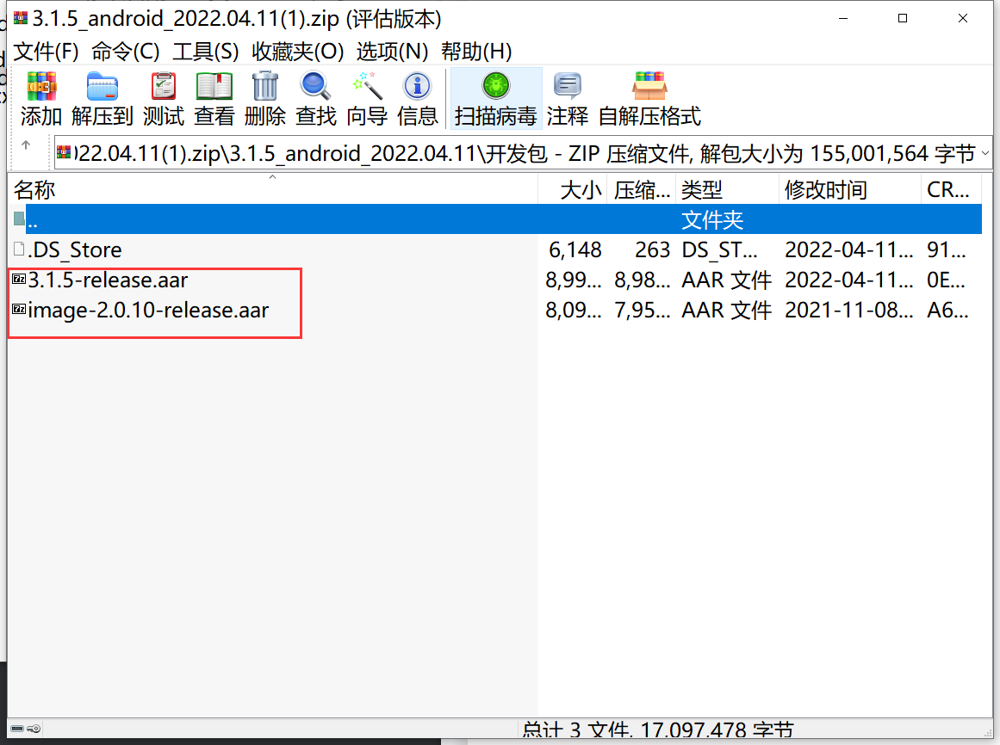 3.1.5_android_2022.04.11(1).zip (评估版本)
文件(F) 命令(C) 工具(S) 收藏夹(O) 选项(N) 帮助(H)
添加 解压到 测试 查看 删除 查找 向导 信息 扫描病毒 注释 自解压格式
)22.04.11(1).zip\3.1.5_android_2022.04.11\开发包 - ZIP 压缩文件, 解包大小为 155,001,564 字节
名称 大小 压缩... 类型 修改时间 CR...
.. 文件夹
.DS_Store 6,148 263 DS_ST... 2022-04-11... 91...
3.1.5-release.aar 8,99... 8,98... AAR 文件 2022-04-11... 0E...
image-2.0.10-release.aar 8,09... 7,95... AAR 文件 2021-11-08... A6...
总计 3 文件, 17,097,478 字节